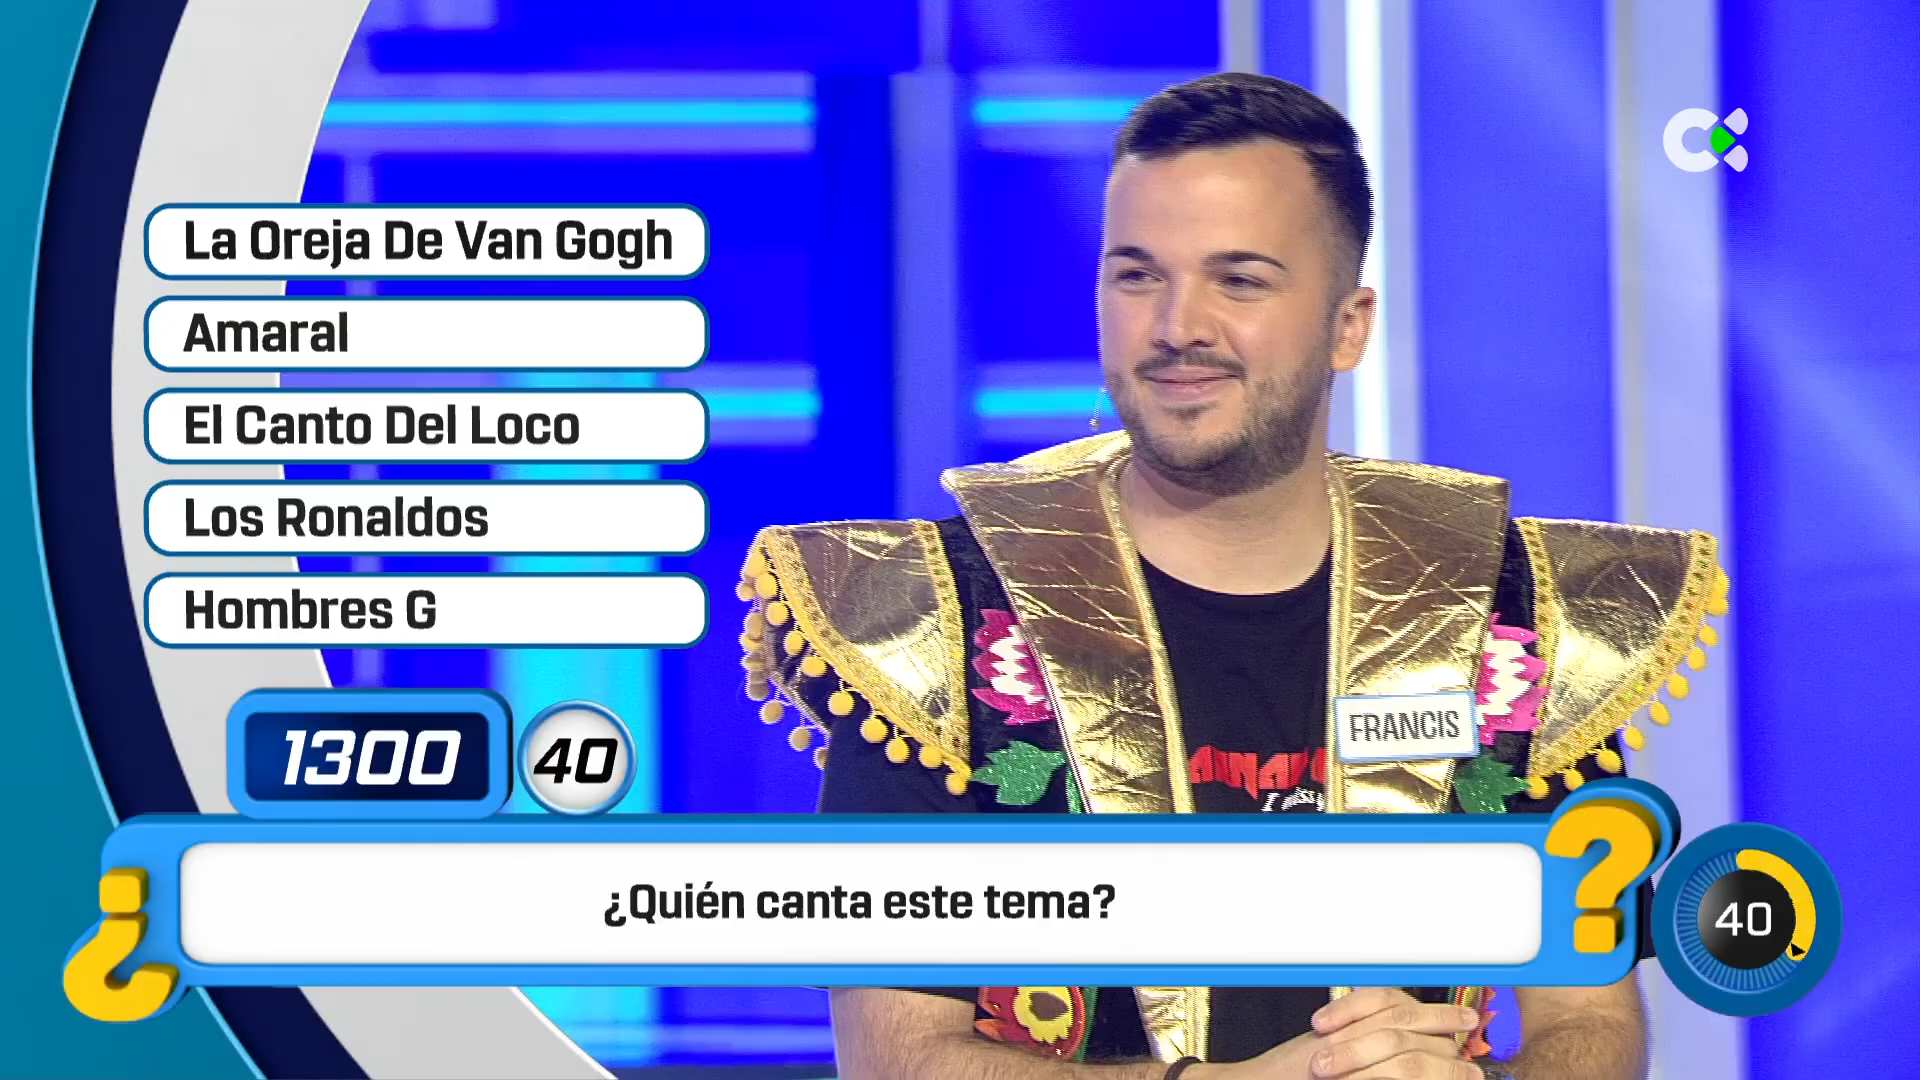 La Oreja De Van Gogh
Amaral
El Canto Del Loco
Los Ronaldos
Hombres G
1300
40
FRANCIS
¿Quién canta este tema?
40